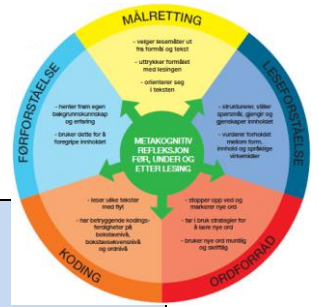 MÅLRETTING
- velger lesemåter ut
fra formål og tekst
- uttrykker formålet
med lesingen
- orienterer seg
i teksten
LESEFORSTÅELSE
- strukturerer, stiller
spørsmål, gjengir og
gjenskaper innholdet
- vurderer forholdet
mellom form,
innhold og språklige
virkemidler
ORDFORRÅD
- stopper opp ved og
markerer nye ord
- tar i bruk strategier for
å lære nye ord
- bruker nye ord muntlig
og skriftlig
KODING
- leser ulike tekster
med flyt
- har betryggende kodings-
ferdigheter på
bokstavnivå,
bokstavsekvensnivå
og ordnivå
FØRFORSTÅELSE
- henter fram egen
bakgrunnskunnskap
og erfaring
- bruker dette for å
foregripe innholdet
METAKOGNITIV
REFLEKSJON
FØR, UNDER OG
ETTER LESING